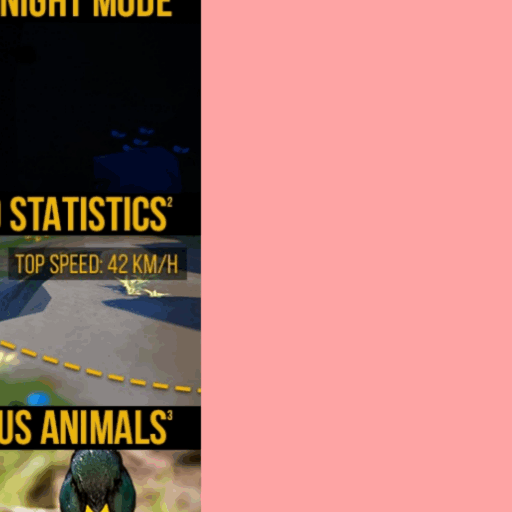 NIGHT MODE
STATISTICS²
TOP SPEED: 42 KM/H
US ANIMALS³